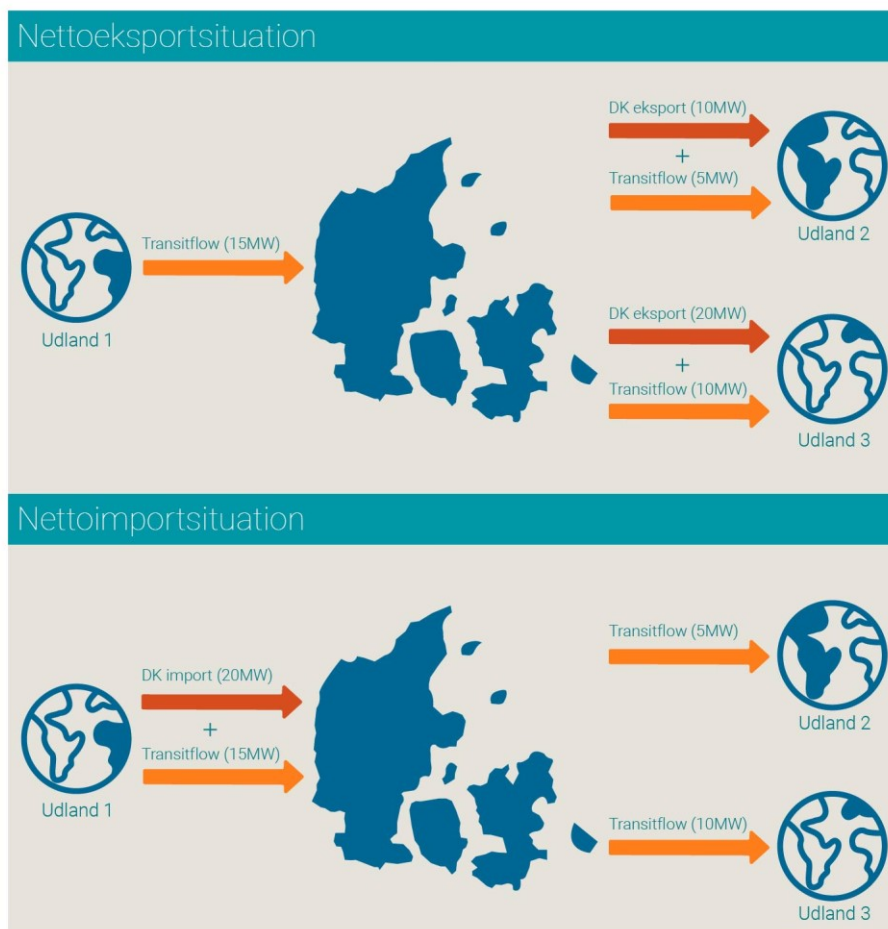 Nettoeksportsituation
DK eksport (10MW)
+
Transitflow (5MW)
Udland 2
Transitflow (15MW)
Udland 1
DK eksport (20MW)
+
Transitflow (10MW)
Udland 3
Nettoimportsituation
Transitflow (5MW)
Udland 2
DK import (20MW)
+
Transitflow (15MW)
Udland 1
Transitflow (10MW)
Udland 3